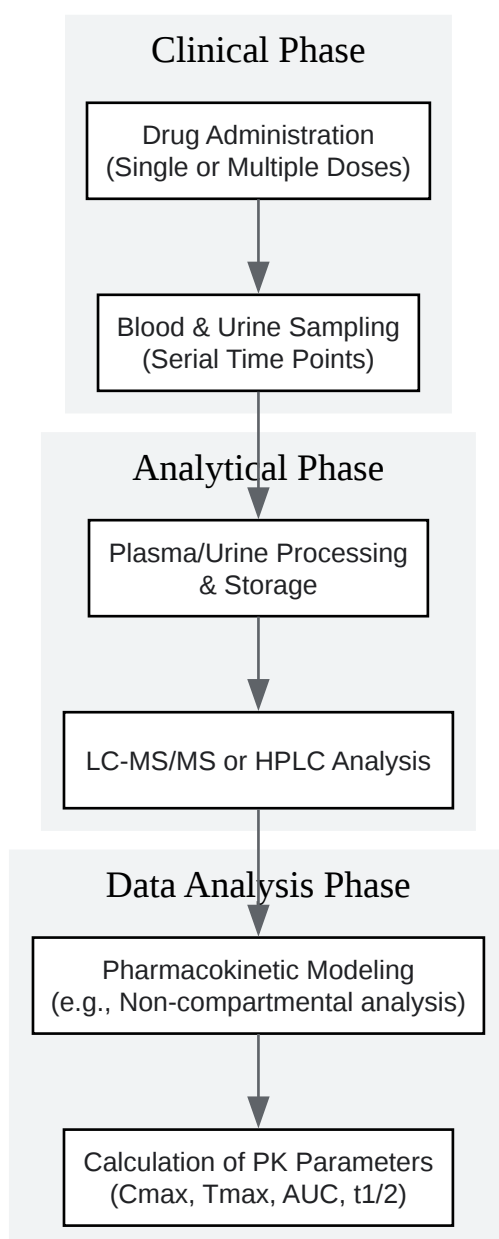 Clinical Phase
Drug Administration
(Single or Multiple Doses)
Blood & Urine Sampling
(Serial Time Points)
Analytical Phase
Plasma/Urine Processing
& Storage
LC-MS/MS or HPLC Analysis
Data Analysis Phase
Pharmacokinetic Modeling
(e.g., Non-compartmental analysis)
Calculation of PK Parameters
(Cmax, Tmax, AUC, t1/2)